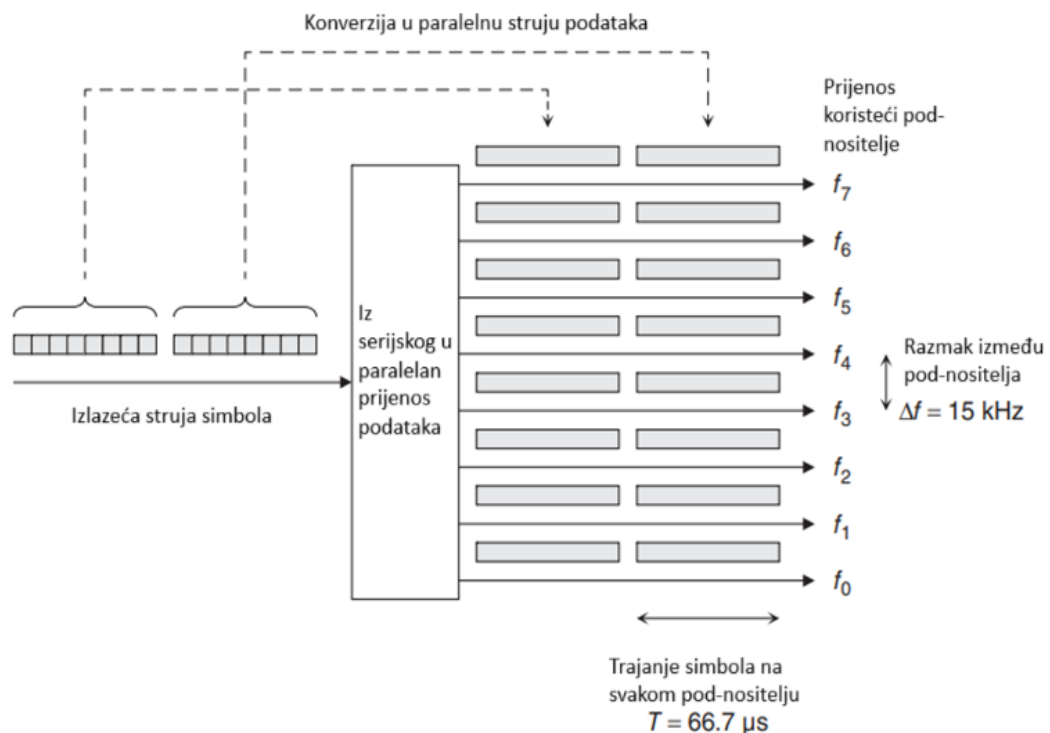 Konverzija u paralelnu struju podataka
Prijenos
koristeći pod-
nositelje
f7
f6
f5
f4
f3
f2
f1
f0
Iz
serijskog u
paralelan
prijenos
podataka
Izlazeća struja simbola
Razmak između
pod-nositelja
Δf = 15 kHz
Trajanje simbola na
svakom pod-nositelju
T = 66.7 μs